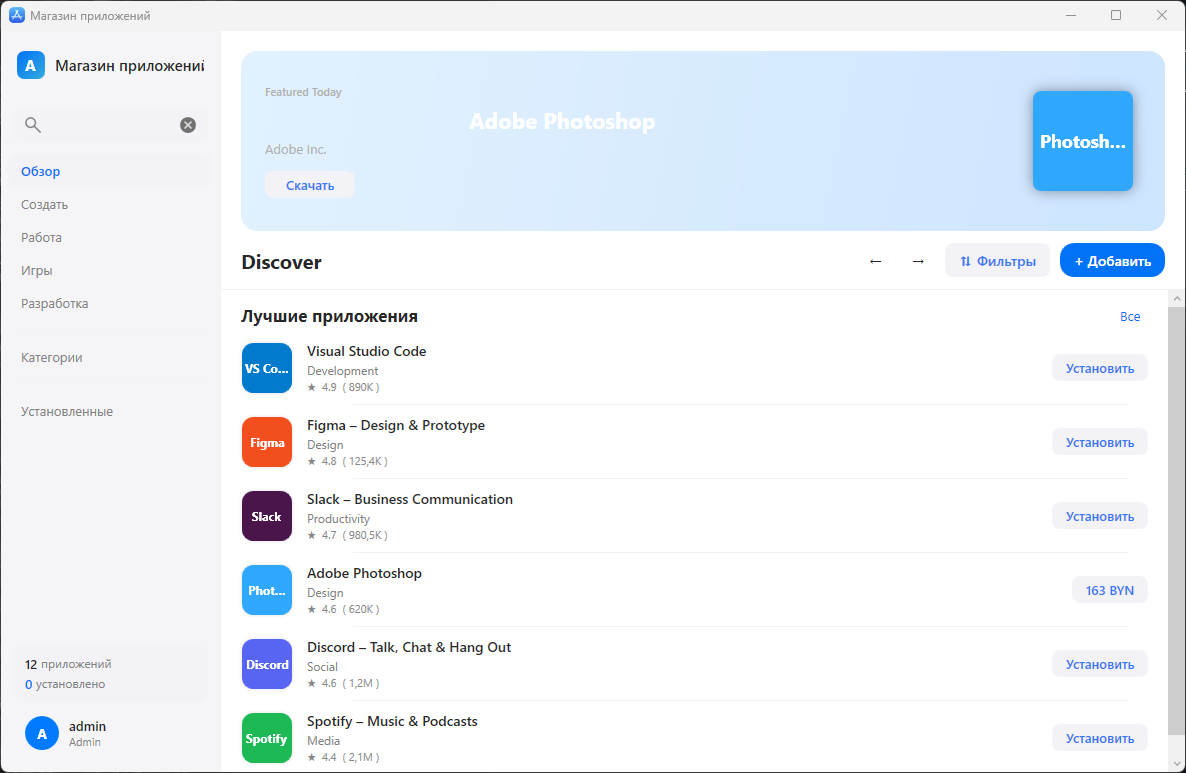 Магазин приложений
A Магазин приложений
Обзор
Создать
Работа
Игры
Разработка
Категории
Установленные
12 приложений
0 установлено
A
admin
Admin
Featured Today
Adobe Photoshop
Adobe Inc.
Скачать
Photosh...
Discover
← → ⇅ Фильтры + Добавить
Лучшие приложения Все
VS Co...
Visual Studio Code
Development
★ 4.9 ( 890K )
Установить
Figma
Figma – Design & Prototype
Design
★ 4.8 ( 125,4K )
Установить
Slack
Slack – Business Communication
Productivity
★ 4.7 ( 980,5K )
Установить
Phot...
Adobe Photoshop
Design
★ 4.6 ( 620K )
163 BYN
Discord
Discord – Talk, Chat & Hang Out
Social
★ 4.6 ( 1,2M )
Установить
Spotify
Spotify – Music & Podcasts
Media
★ 4.4 ( 2,1M )
Установить